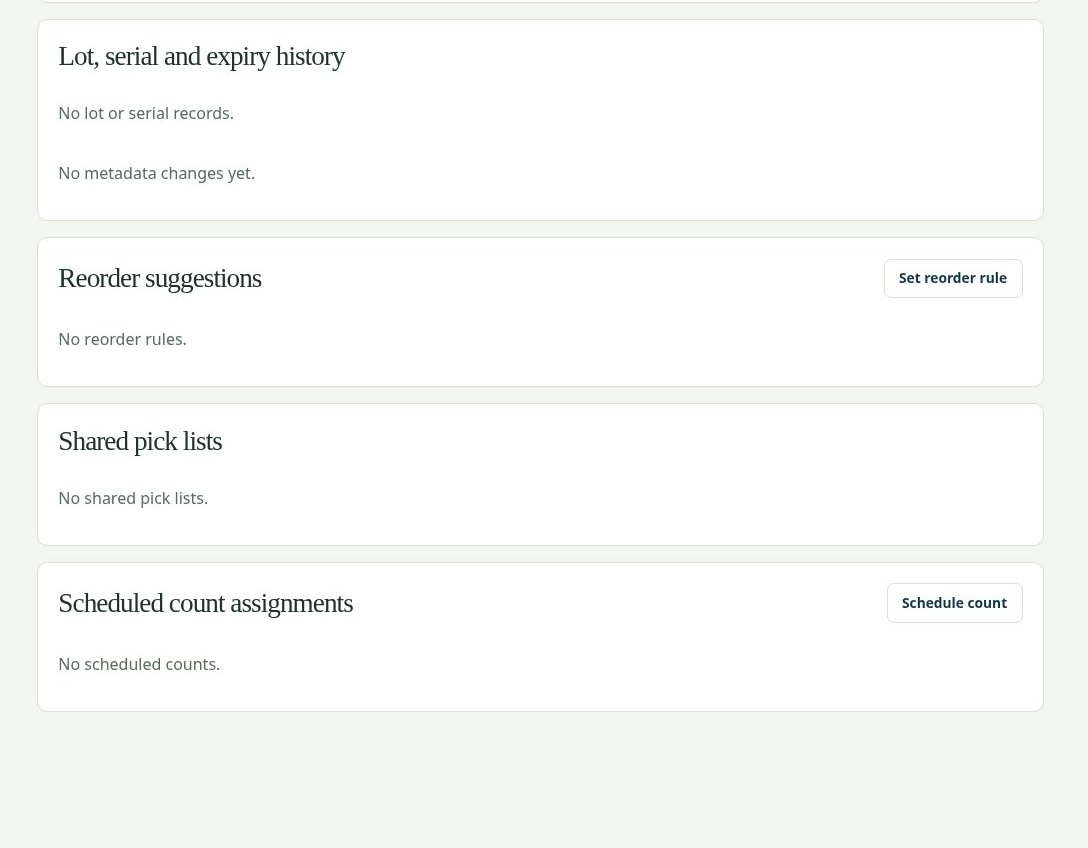 Lot, serial and expiry history
No lot or serial records.
No metadata changes yet.
Reorder suggestions
Set reorder rule
No reorder rules.
Shared pick lists
No shared pick lists.
Scheduled count assignments
Schedule count
No scheduled counts.